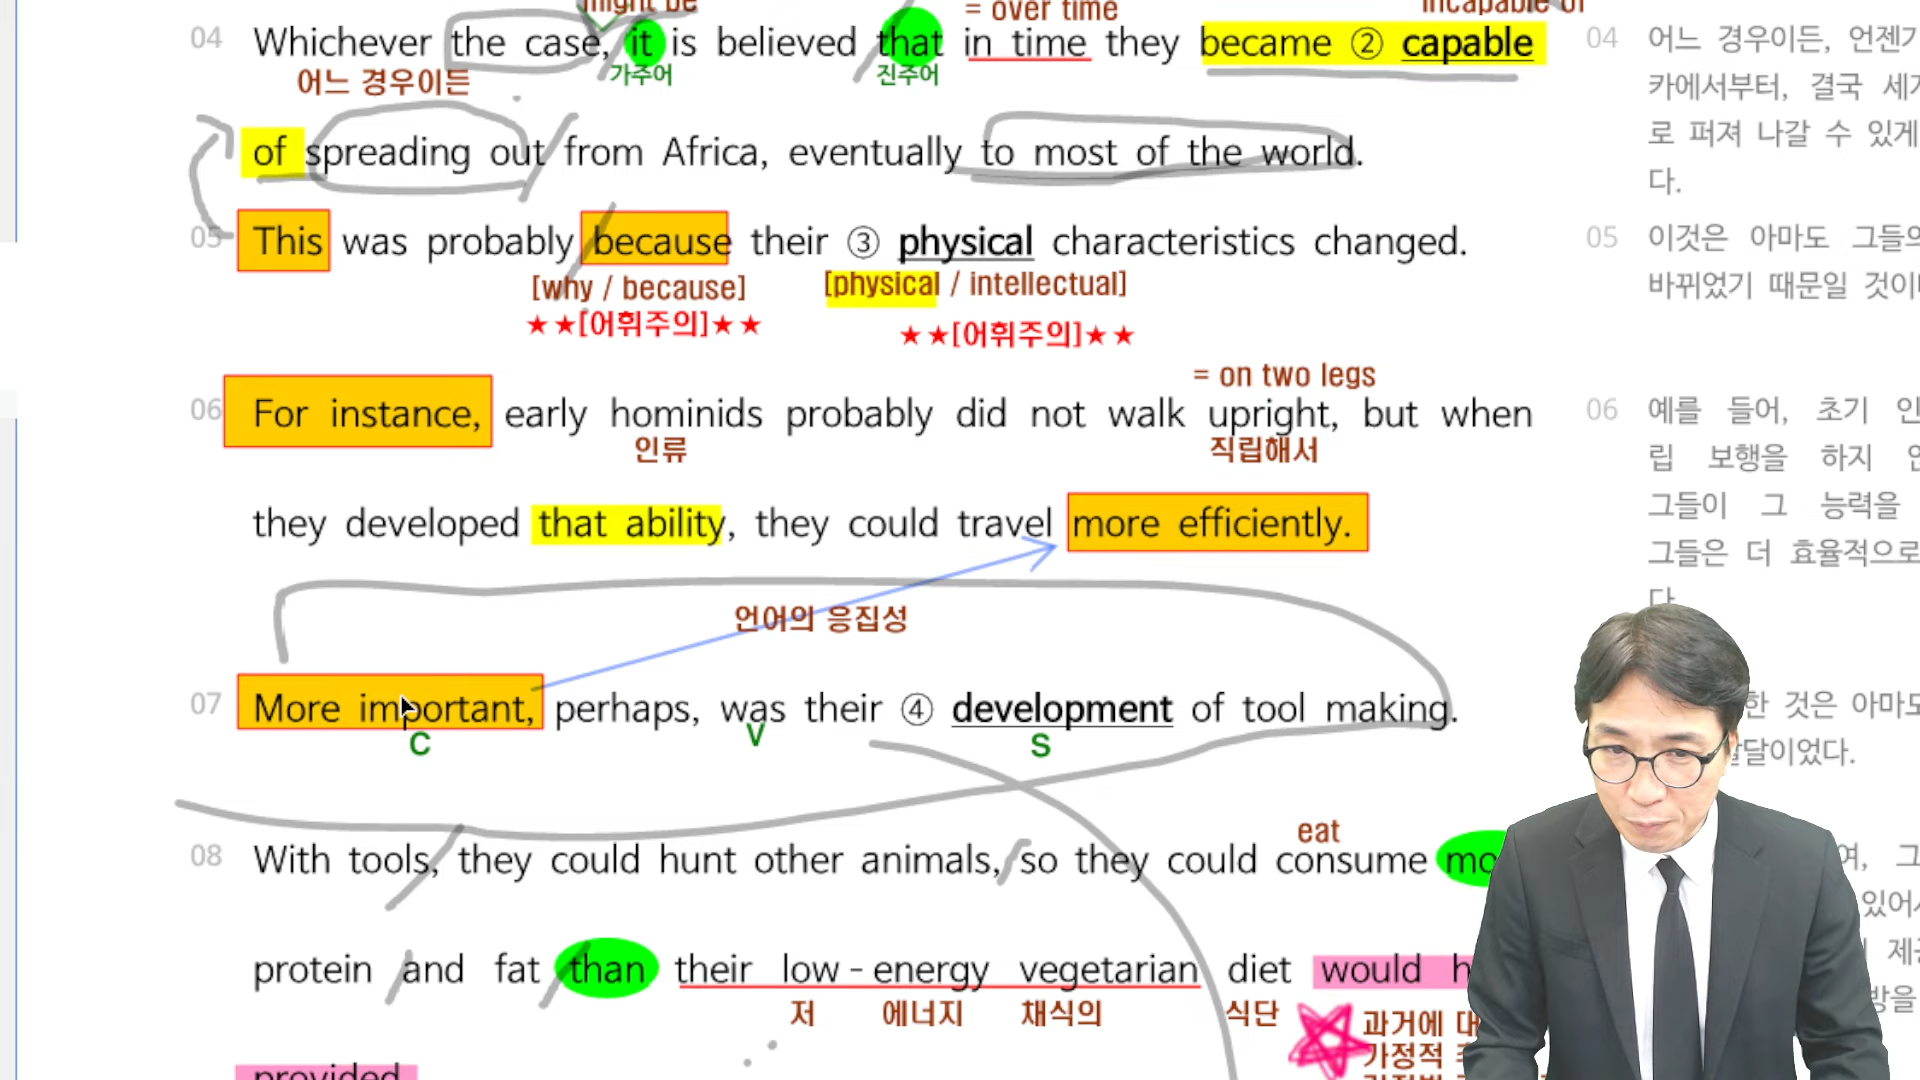 might be = over time incapable of
04 Whichever the case, it is believed that in time they became ② capable
어느 경우이든 가주어 진주어
of spreading out from Africa, eventually to most of the world.
05 This was probably because their ③ physical characteristics changed.
[why / because] [physical / intellectual]
★★[어휘주의]★★ ★★[어휘주의]★★
= on two legs
06 For instance, early hominids probably did not walk upright, but when
인류 직립해서
they developed that ability, they could travel more efficiently.
언어의 응집성
07 More important, perhaps, was their ④ development of tool making.
C V S
eat
08 With tools, they could hunt other animals, so they could consume
protein and fat than their low-energy vegetarian diet would
저 에너지 채식의 식단
과거에
가정적
provided
04 어느 경우이든,
카에서부터, 결국
로 퍼져 나갈 수 있게
다.
05 이것은 아마도 그들의
바뀌었기 때문일
06 예를 들어, 초기
립 보행을 하지
그들이 그 능력을
그들은 더 효율적으로
다
한 것은
달이었다.